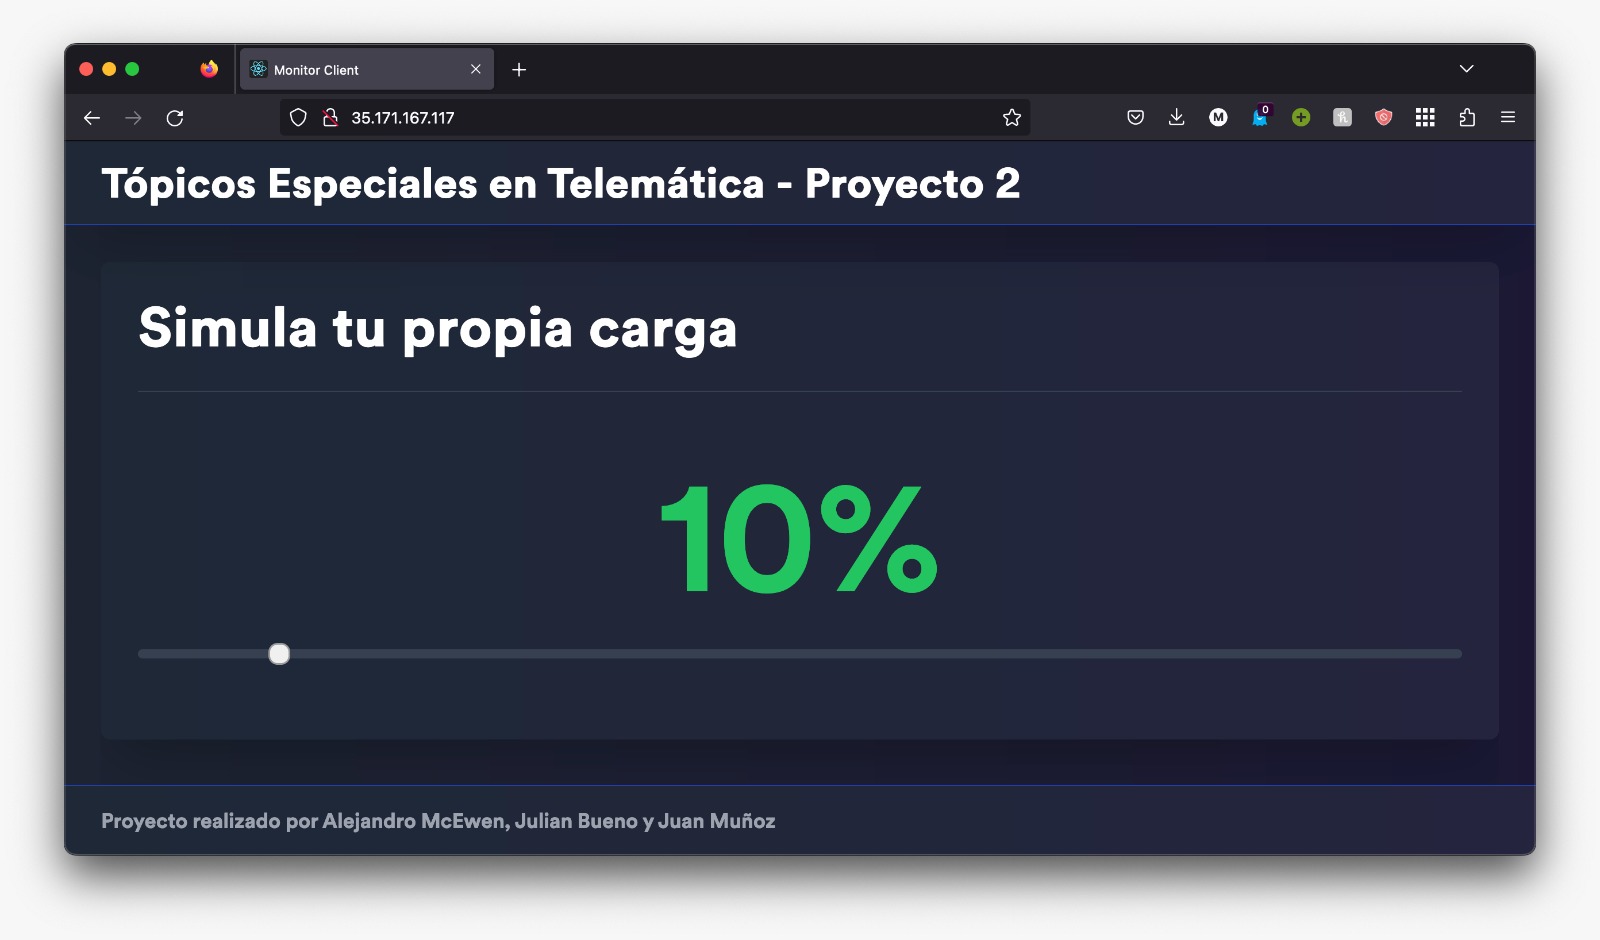 Monitor Client
35.171.167.117
M
0
Tópicos Especiales en Telemática - Proyecto 2
Simula tu propia carga
10%
Proyecto realizado por Alejandro McEwen, Julian Bueno y Juan Muñoz